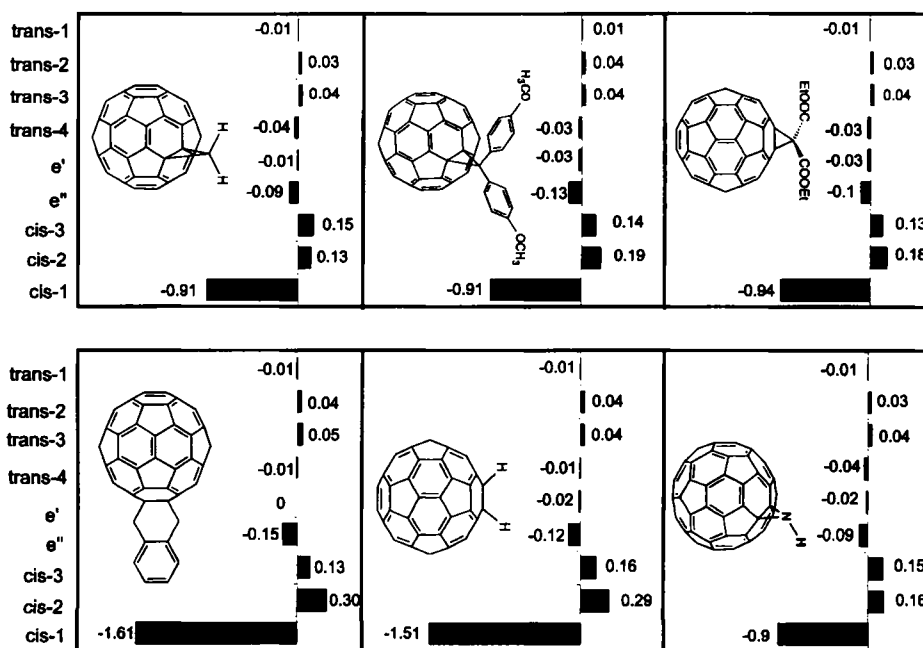 trans-1
-0.01
0.01
-0.01
trans-2
0.03
0.04
0.03
trans-3
0.04
0.04
0.04
trans-4
-0.04
-0.03
-0.03
e'
-0.01
-0.03
-0.03
e"
-0.09
-0.13
-0.1
cis-3
0.15
0.14
0.13
cis-2
0.13
0.19
0.18
cis-1
-0.91
-0.91
-0.94
H
H
H₃CO
OCH₃
EtOOC
COOEt
trans-1
-0.01
-0.01
-0.01
trans-2
0.04
0.04
0.03
trans-3
0.05
0.04
0.04
trans-4
-0.01
-0.01
-0.04
e'
0
-0.02
-0.02
e"
-0.15
-0.12
-0.09
cis-3
0.13
0.16
0.15
cis-2
0.30
0.29
0.16
cis-1
-1.61
-1.51
-0.9
H
H
N
H